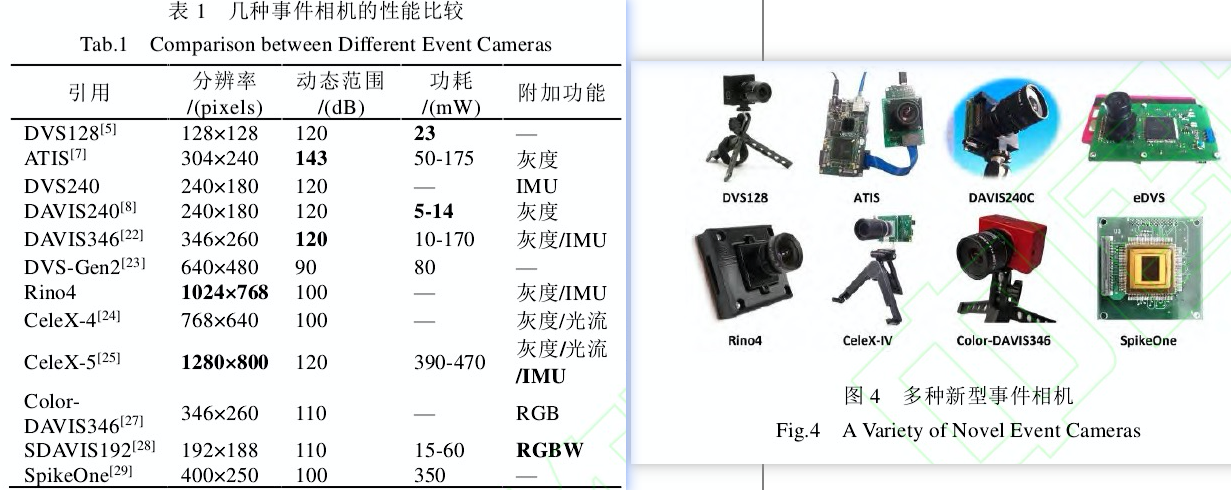 表 1 几种事件相机的性能比较
Tab.1 Comparison between Different Event Cameras
引用 分辨率/(pixels) 动态范围/(dB) 功耗/(mW) 附加功能
DVS128[5] 128×128 120 23 —
ATIS[7] 304×240 143 50-175 灰度
DVS240 240×180 120 — IMU
DAVIS240[8] 240×180 120 5-14 灰度
DAVIS346[22] 346×260 120 10-170 灰度/IMU
DVS-Gen2[23] 640×480 90 80 —
Rino4 1024×768 100 — 灰度/IMU
CeleX-4[24] 768×640 100 — 灰度/光流
CeleX-5[25] 1280×800 120 390-470 灰度/光流/IMU
Color-DAVIS346[27] 346×260 110 — RGB
SDAVIS192[28] 192×188 110 15-60 RGBW
SpikeOne[29] 400×250 100 350 —
DVS128 ATIS DAVIS240C eDVS
Rino4 CeleX-IV Color-DAVIS346 SpikeOne
图 4 多种新型事件相机
Fig.4 A Variety of Novel Event Cameras